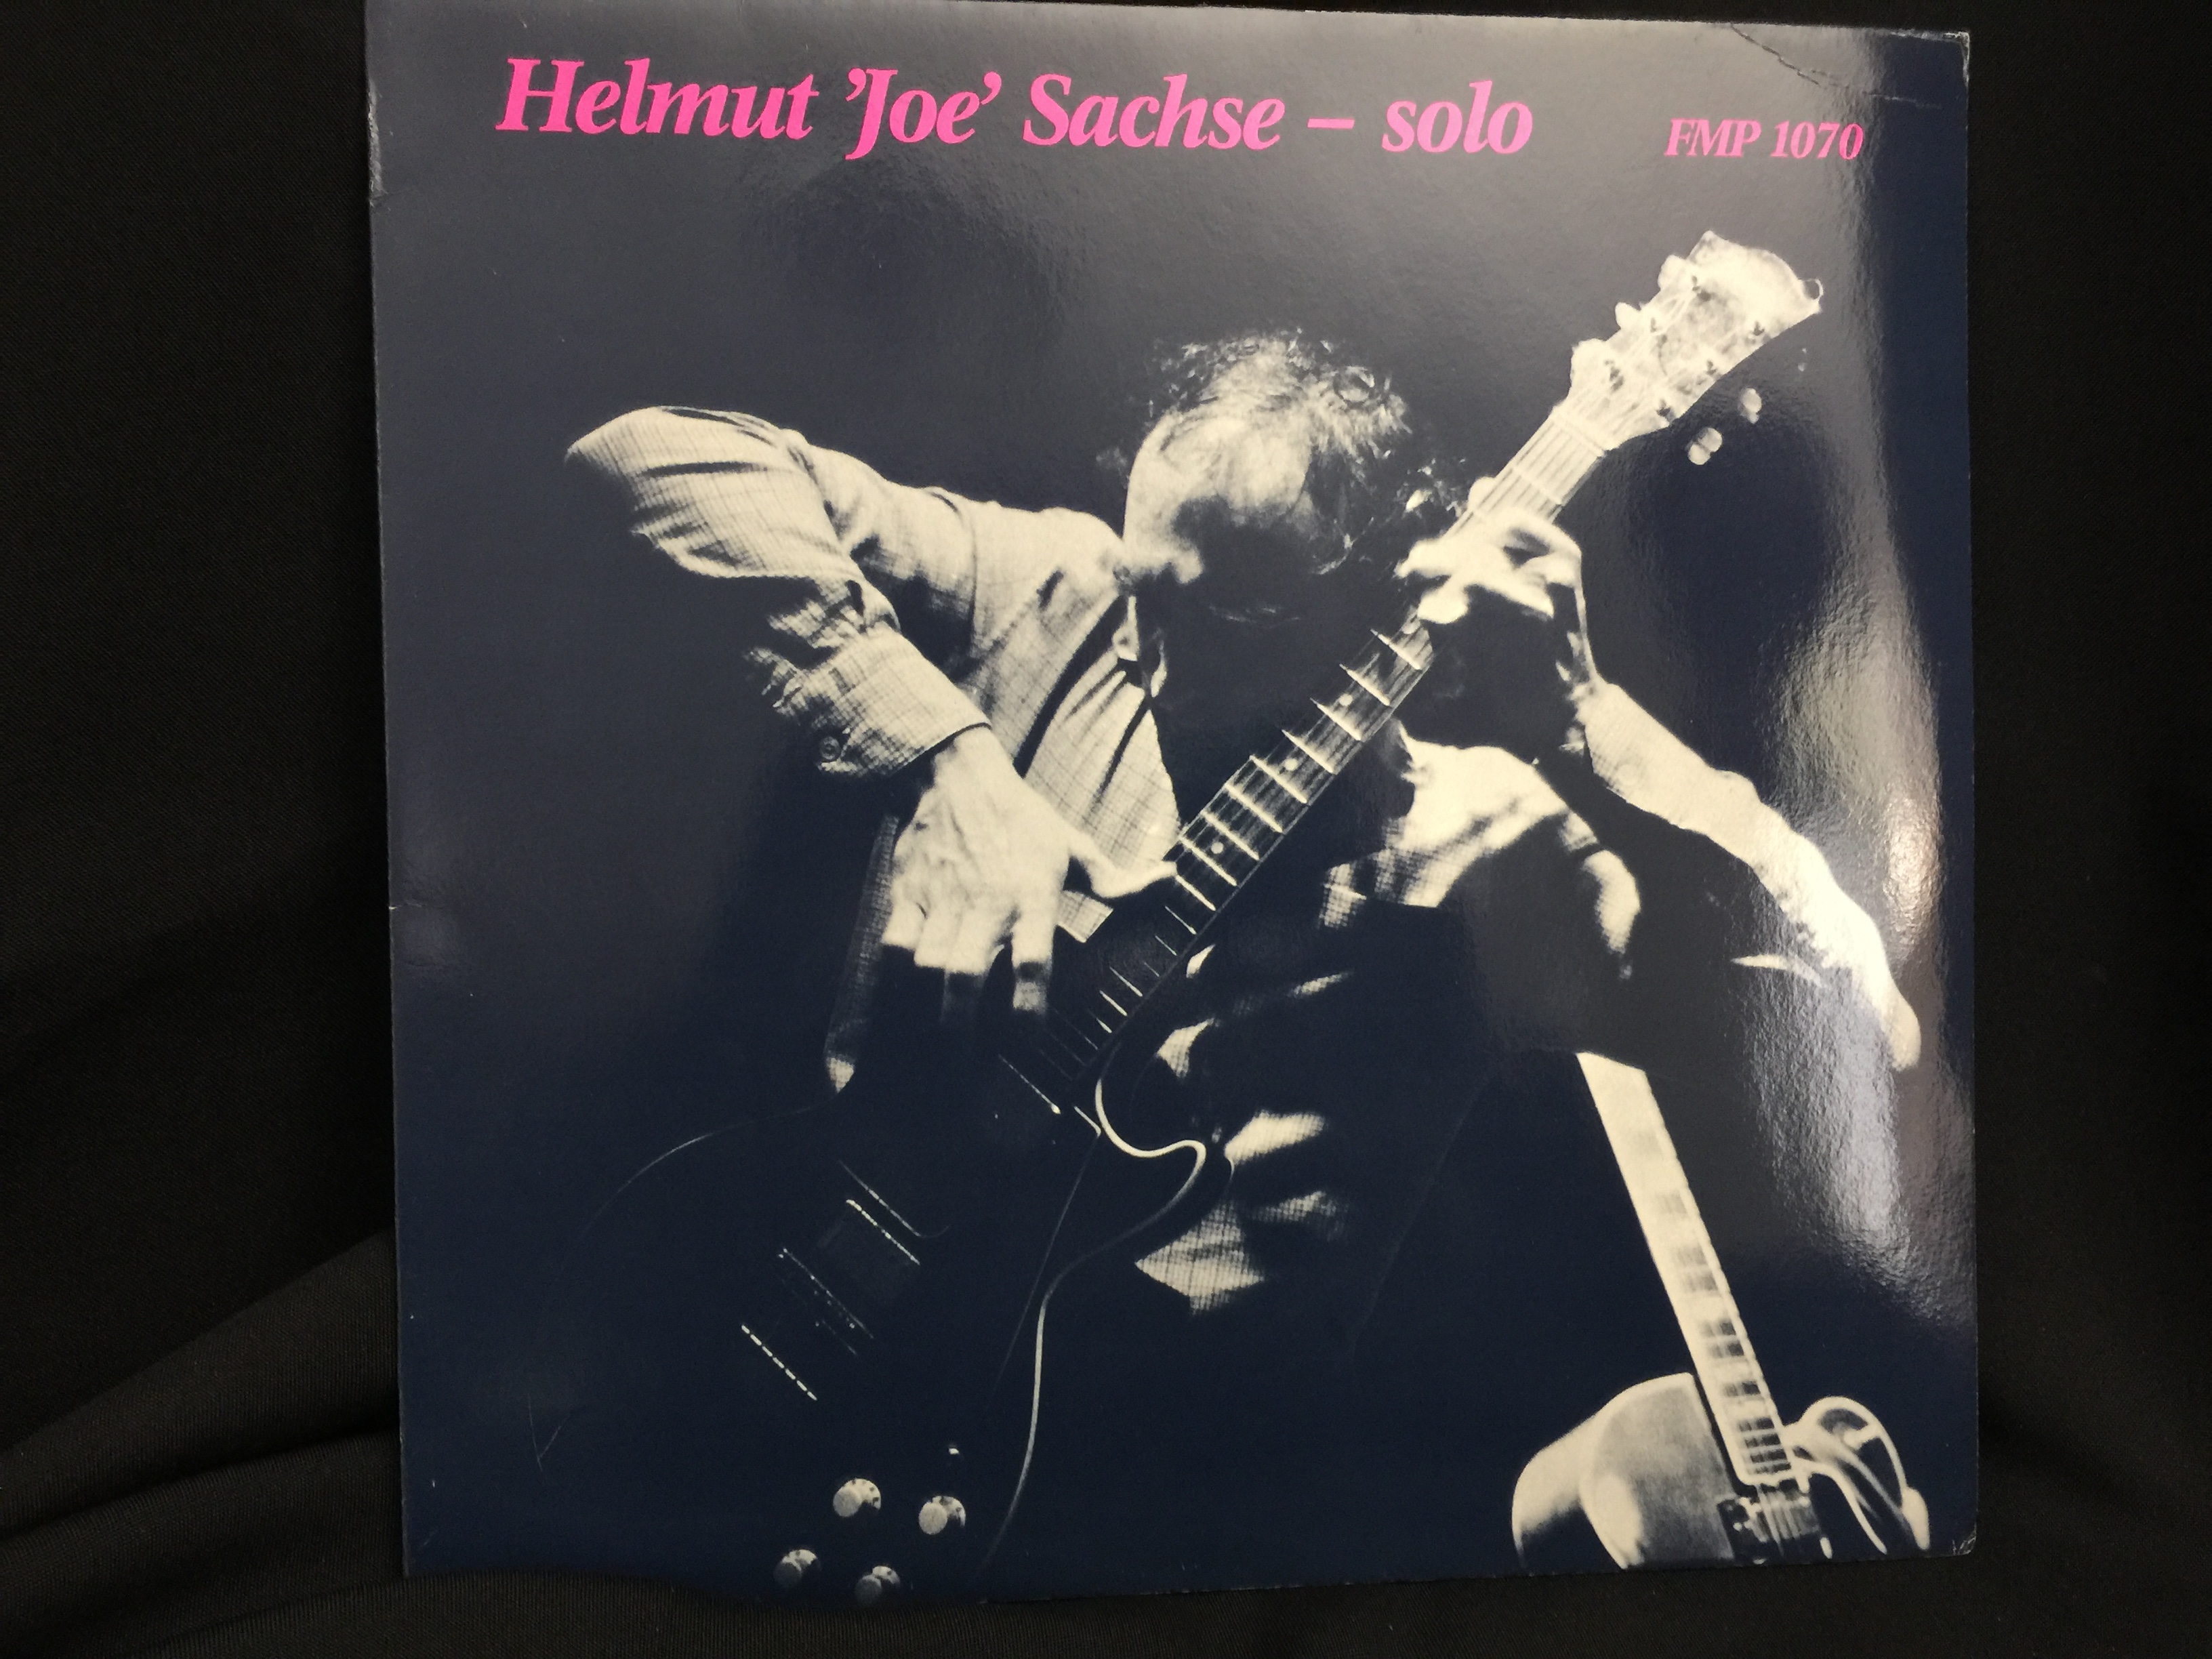 Helmut 'Joe' Sachse – solo FMP 1070